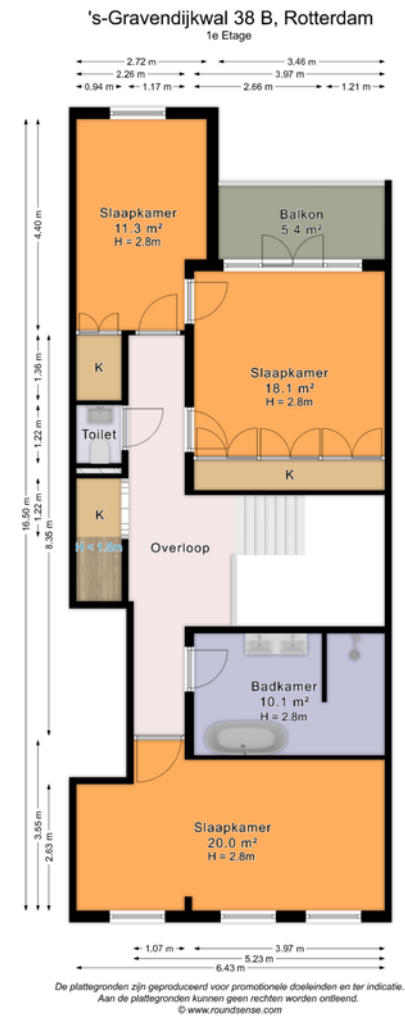 's-Gravendijkwal 38 B, Rotterdam
1e Etage
2.72 m
3.46 m
2.26 m
3.97 m
0.94 m
1.17 m
2.66 m
1.21 m
Slaapkamer
11.3 m²
H = 2.8m
Balkon
5.4 m²
4.40 m
Slaapkamer
18.1 m²
H = 2.8m
K
1.36 m
Toilet
1.22 m
K
K
1.22 m
16.50 m
8.35 m
Overloop
Badkamer
10.1 m²
H = 2.8m
Slaapkamer
20.0 m²
H = 2.8m
3.55 m
2.63 m
1.07 m
3.97 m
5.23 m
6.43 m
De plattegronden zijn geproduceerd voor promotionele doeleinden en ter indicatie.
Aan de plattegronden kunnen geen rechten worden ontleend.
© www.roundsense.com